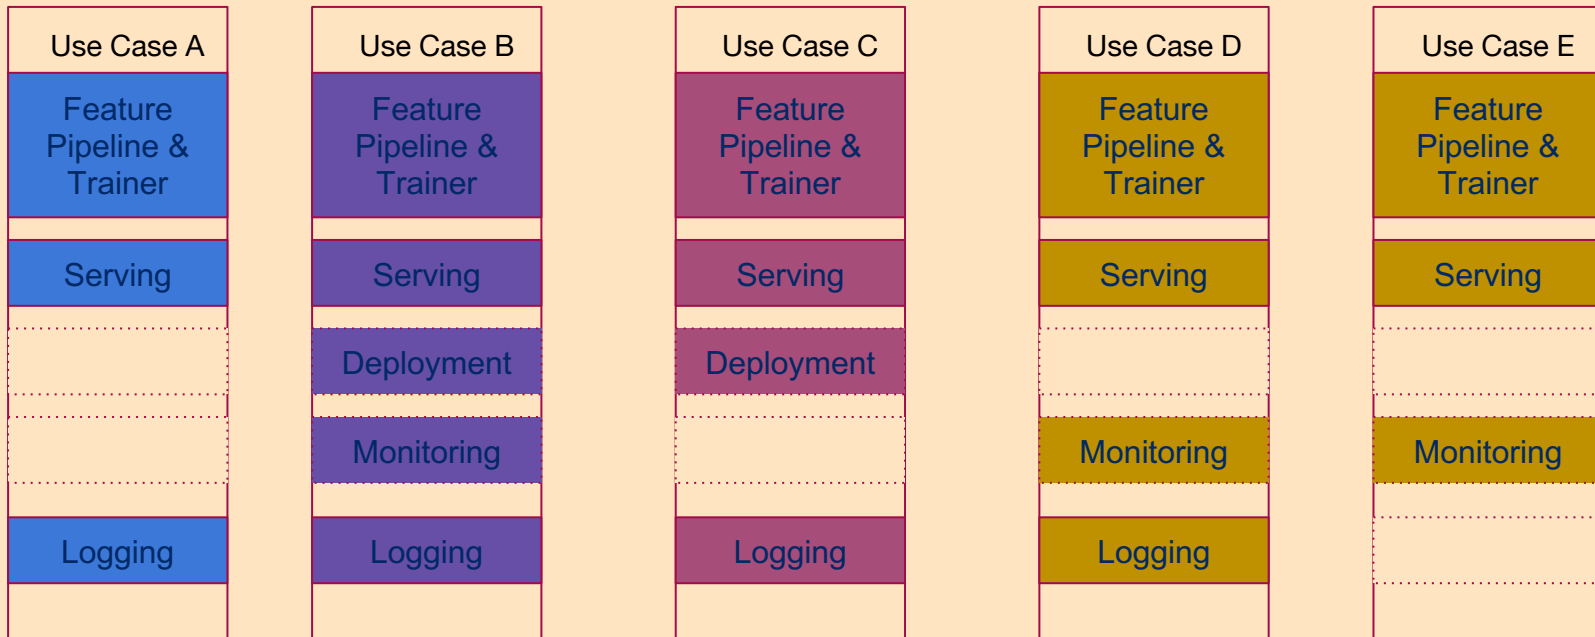 Use Case A
Feature
Pipeline &
Trainer
Serving
Logging
Use Case B
Feature
Pipeline &
Trainer
Serving
Deployment
Monitoring
Logging
Use Case C
Feature
Pipeline &
Trainer
Serving
Deployment
Logging
Use Case D
Feature
Pipeline &
Trainer
Serving
Monitoring
Logging
Use Case E
Feature
Pipeline &
Trainer
Serving
Monitoring